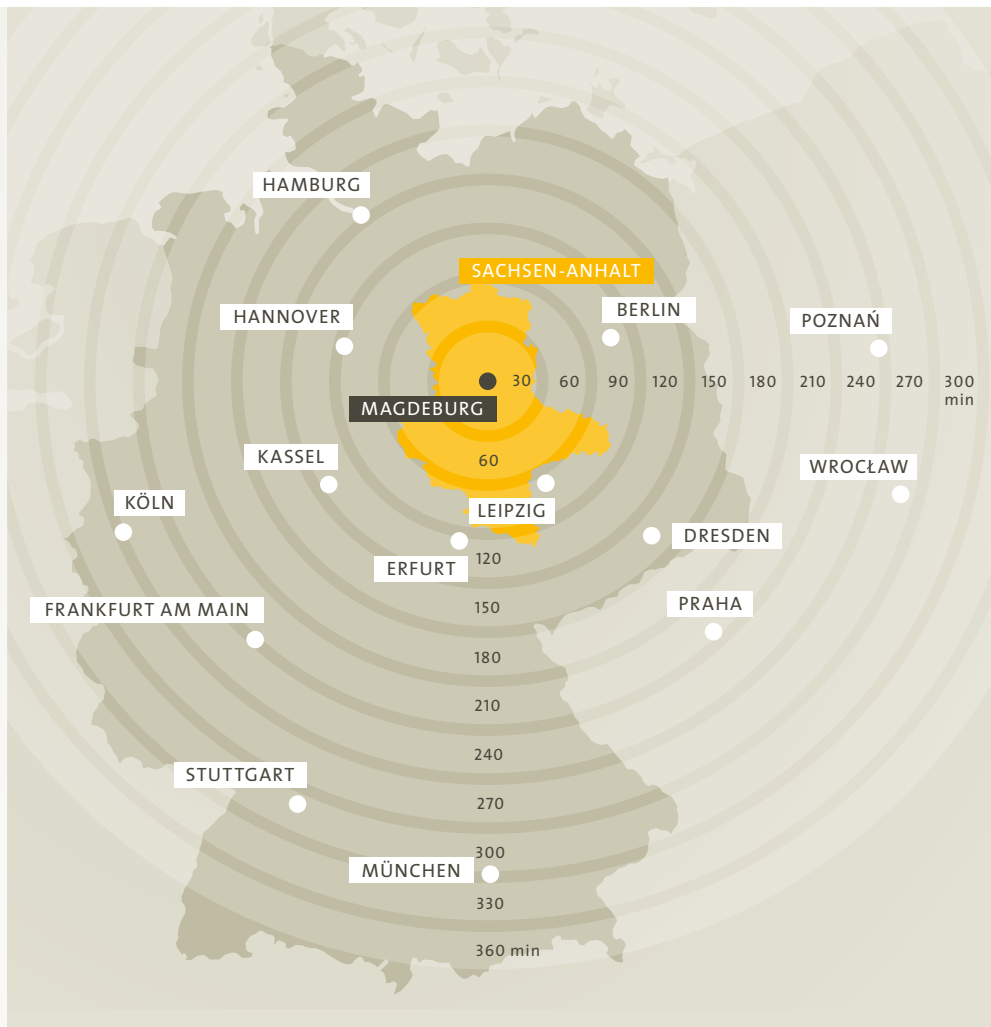 HAMBURG
SACHSEN-ANHALT
BERLIN
HANNOVER
POZNAŃ
30 60 90 120 150 180 210 240 270 300
min
MAGDEBURG
KASSEL
60
WROCŁAW
KÖLN
LEIPZIG
DRESDEN
120
ERFURT
PRAHA
FRANKFURT AM MAIN
150
180
210
240
STUTTGART
270
300
MÜNCHEN
330
360 min